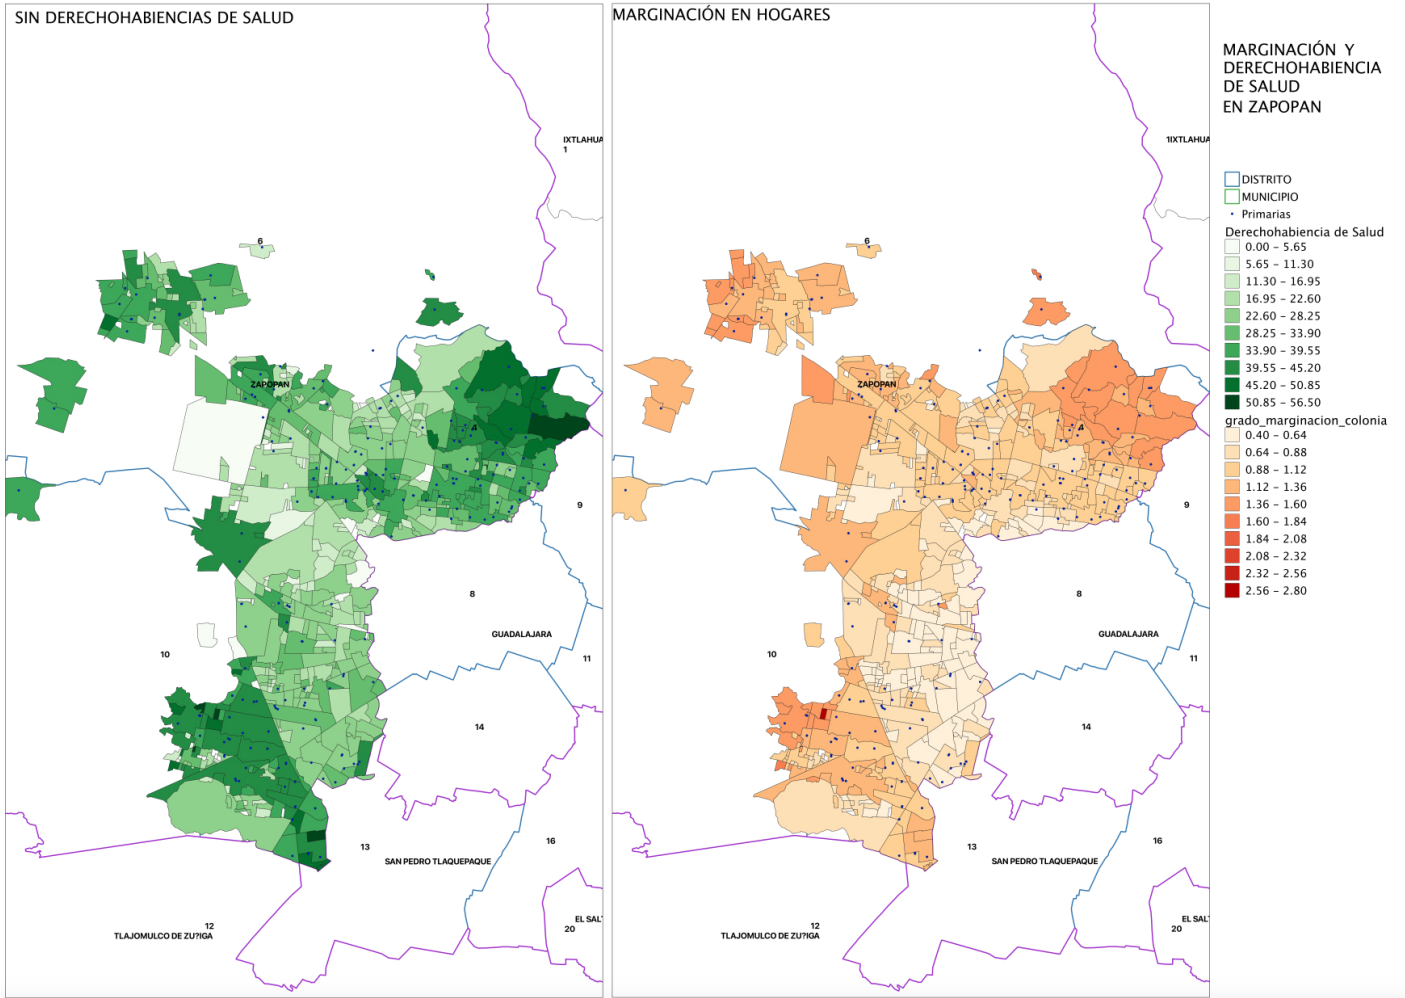 SIN DERECHOHABIENCIAS DE SALUD
IXTLAHUA
1
6
ZAPOPAN
4
9
8
GUADALAJARA
10
11
14
16
13
SAN PEDRO TLAQUEPAQUE
12
TLAJOMULCO DE ZU?IGA
EL SAL
20
MARGINACIÓN EN HOGARES
1IXTLAHUA
6
ZAPOPAN
4
9
8
GUADALAJARA
10
11
14
16
13
SAN PEDRO TLAQUEPAQUE
12
TLAJOMULCO DE ZU?IGA
EL SAL
20
MARGINACIÓN Y
DERECHOHABIENCIA
DE SALUD
EN ZAPOPAN
DISTRITO
MUNICIPIO
Primarias
Derechohabiencia de Salud
0.00 - 5.65
5.65 - 11.30
11.30 - 16.95
16.95 - 22.60
22.60 - 28.25
28.25 - 33.90
33.90 - 39.55
39.55 - 45.20
45.20 - 50.85
50.85 - 56.50
grado_marginacion_colonia
0.40 - 0.64
0.64 - 0.88
0.88 - 1.12
1.12 - 1.36
1.36 - 1.60
1.60 - 1.84
1.84 - 2.08
2.08 - 2.32
2.32 - 2.56
2.56 - 2.80